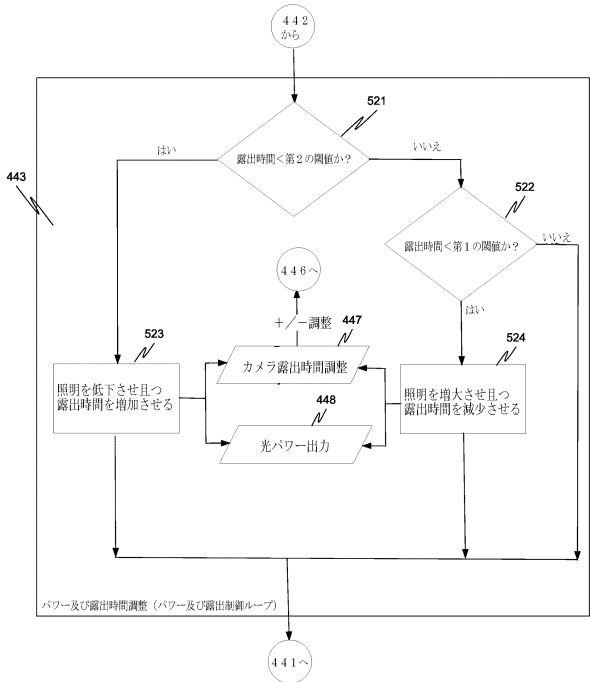 442
から
521
露出時間<第2の閾値か?
はい
いいえ
443
522
露出時間<第1の閾値か?
いいえ
446へ
はい
+/-調整
447
カメラ露出時間調整
523
照明を低下させ且つ
露出時間を増加させる
524
照明を増大させ且つ
露出時間を減少させる
448
光パワー出力
パワー及び露出時間調整(パワー及び露出制御ループ)
441へ